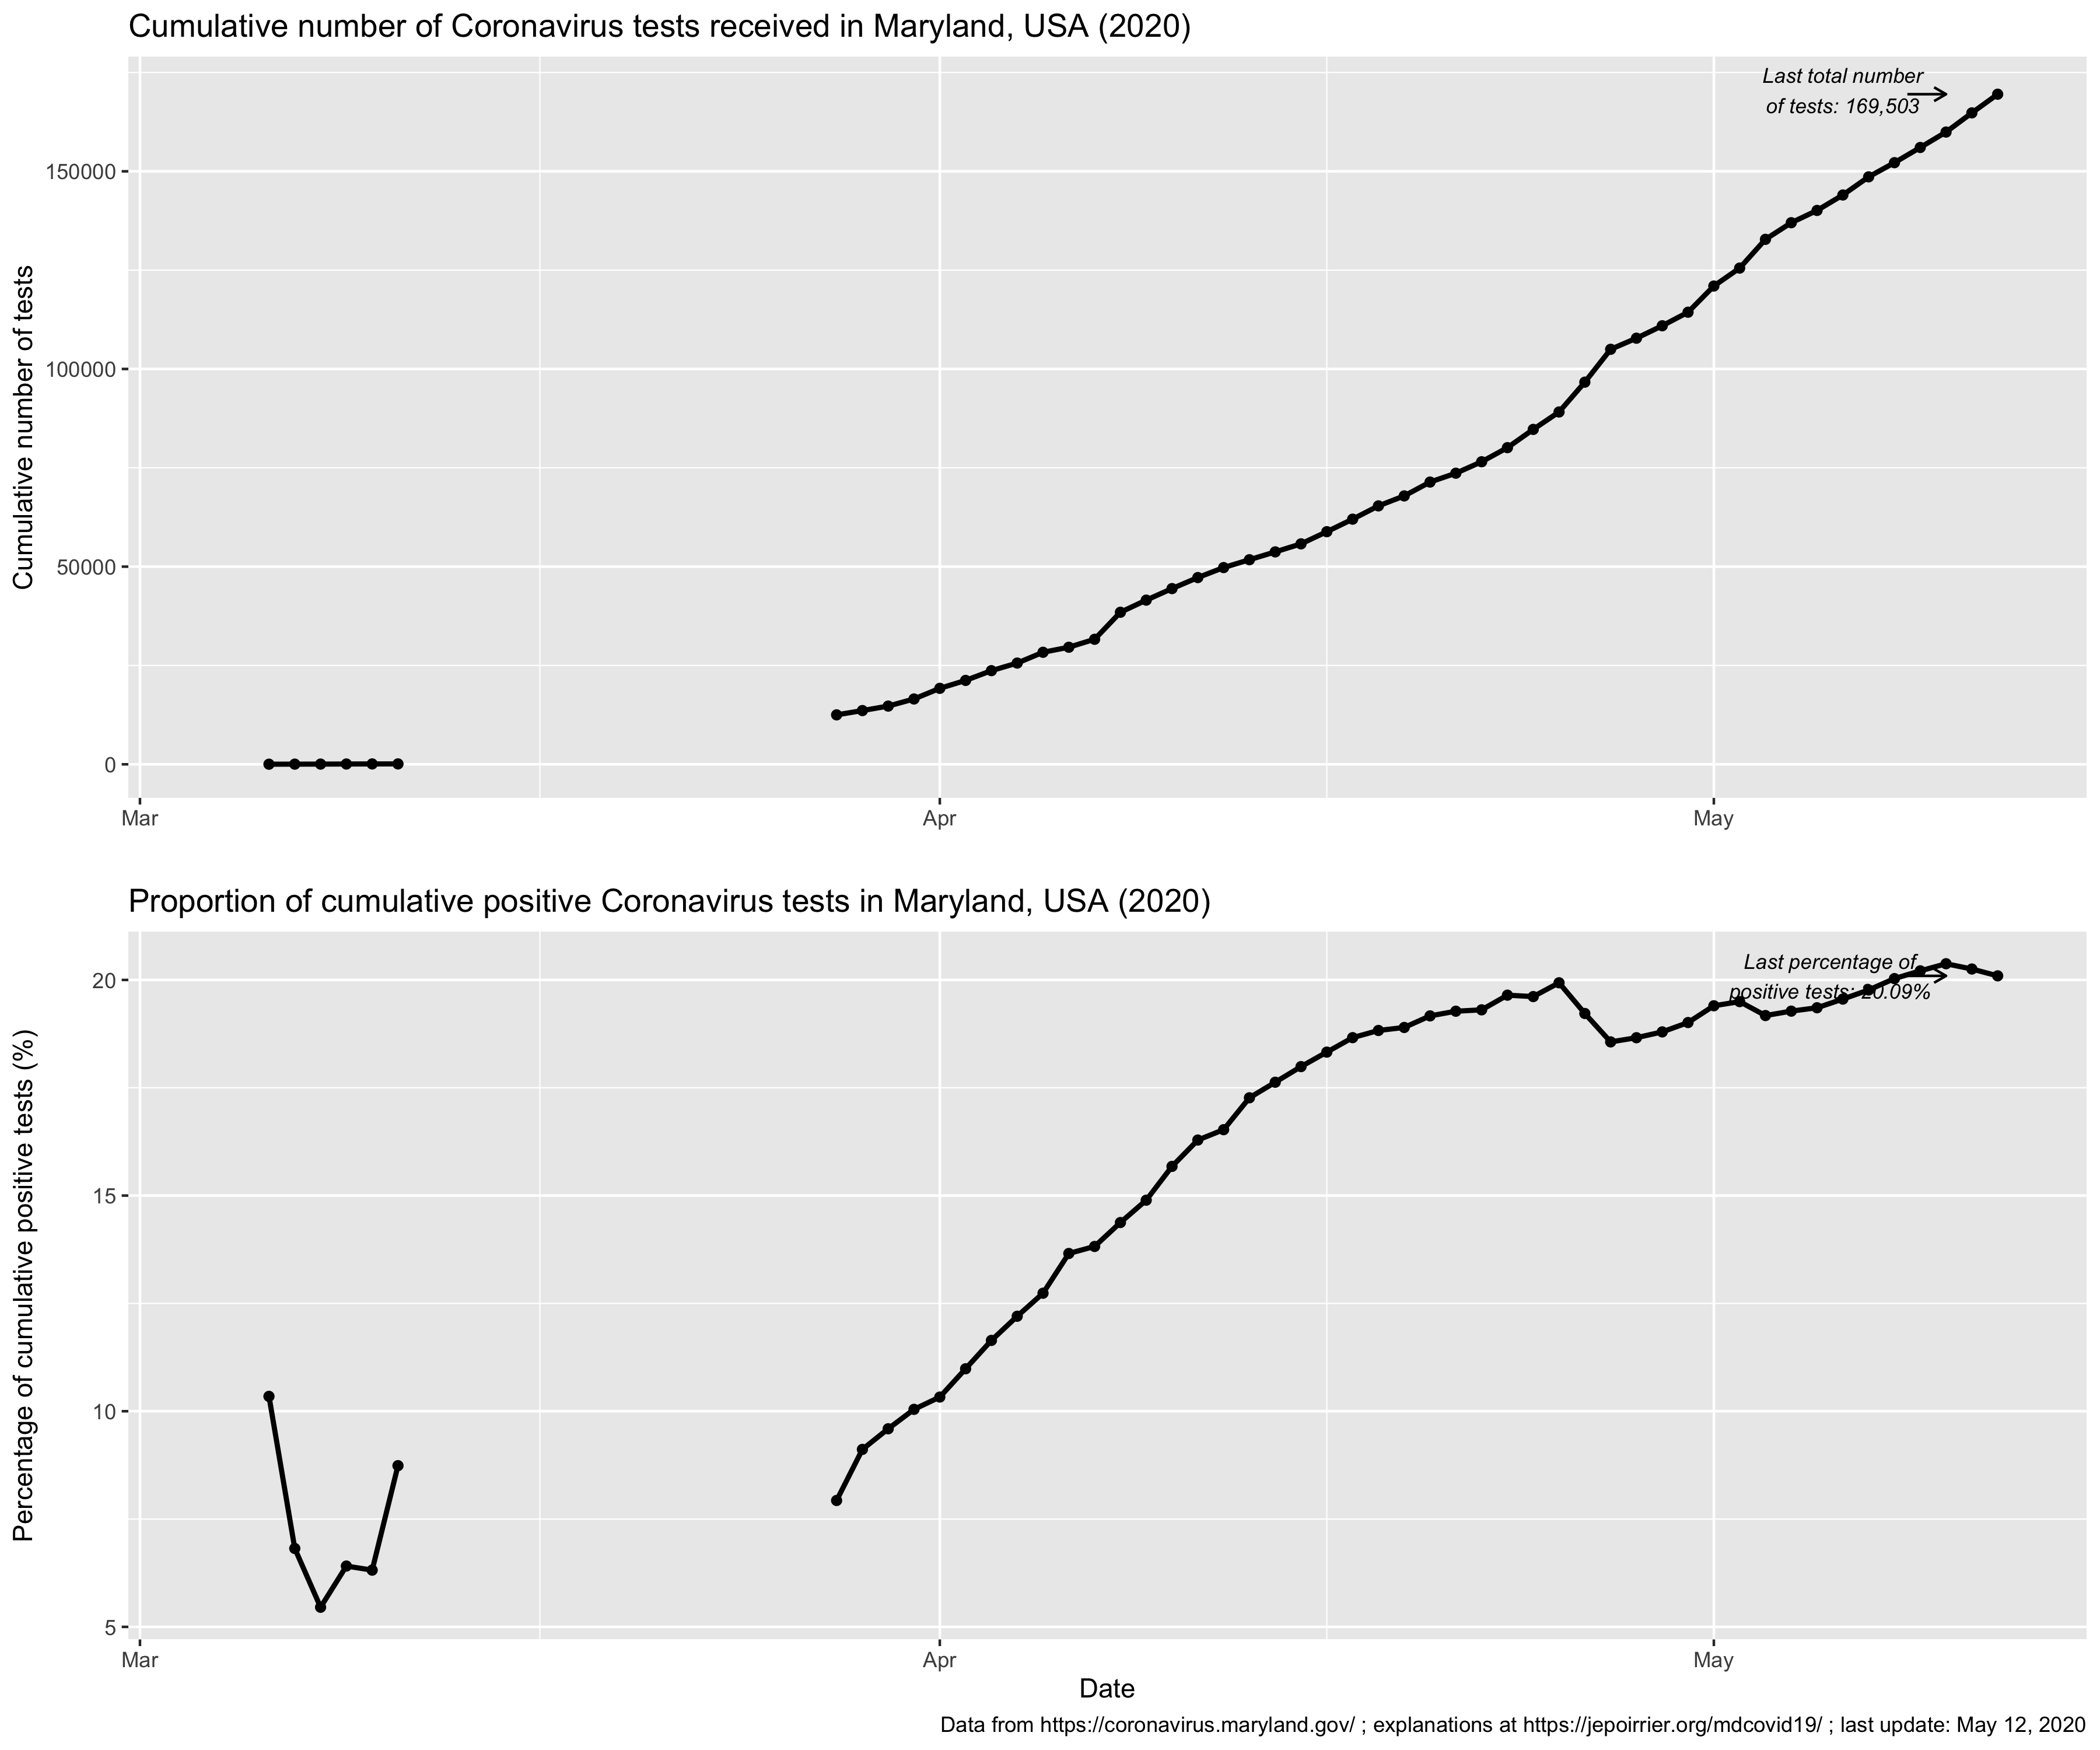 Cumulative number of Coronavirus tests received in Maryland, USA (2020)
Last total number
of tests: 169,503
Cumulative number of tests
150000
100000
50000
0
Mar
Apr
May
Proportion of cumulative positive Coronavirus tests in Maryland, USA (2020)
Last percentage of
positive tests: 20.09%
Percentage of cumulative positive tests (%)
20
15
10
5
Mar
Apr
May
Date
Data from https://coronavirus.maryland.gov/ ; explanations at https://jepoirrier.org/mdcovid19/ ; last update: May 12, 2020